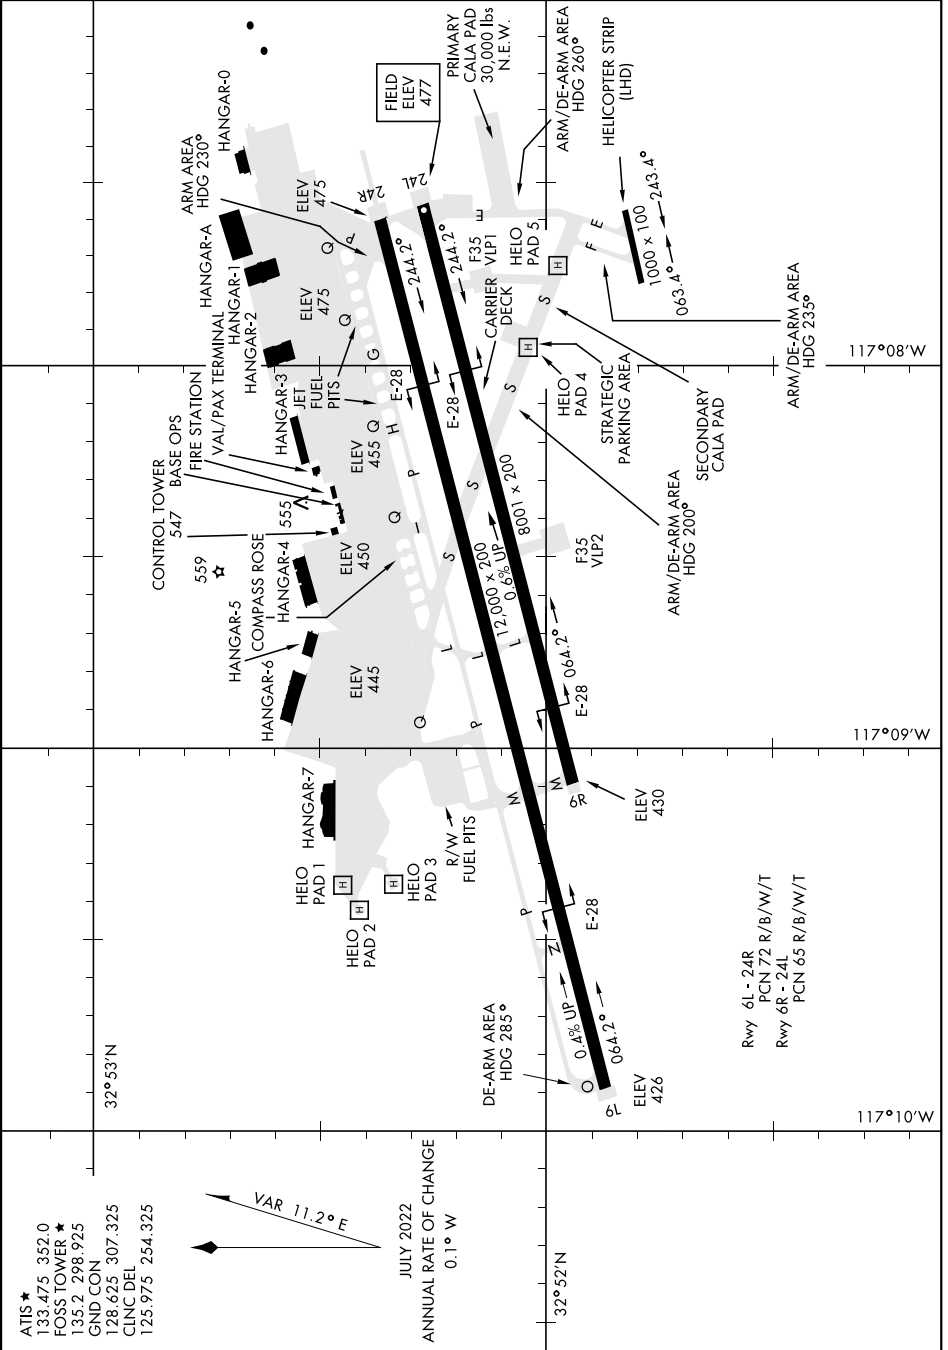 ATIS ★
133.475 352.0
FOSS TOWER ★
135.2 298.925
GND CON
128.625 307.325
CLNC DEL
125.975 254.325
VAR 11.2° E
JULY 2022
ANNUAL RATE OF CHANGE
0.1° W
32°53'N
32°52'N
117°10'W
117°09'W
117°08'W
HANGAR-0
ARM AREA
HDG 230°
HANGAR-A
HANGAR-1
HANGAR-2
VAL/PAX TERMINAL
FIRE STATION
BASE OPS
CONTROL TOWER
547
HANGAR-3
JET
FUEL
PITS
559
555
COMPASS ROSE
HANGAR-4
HANGAR-5
HANGAR-6
HANGAR-7
ELEV
475
ELEV
475
ELEV
455
ELEV
450
ELEV
445
FIELD
ELEV
477
PRIMARY
CALA PAD
30,000 lbs
N.E.W.
ARM/DE-ARM AREA
HDG 260°
HELICOPTER STRIP
(LHD)
1000 x 100
243.4°
063.4°
ARM/DE-ARM AREA
HDG 235°
24R
24L
244.2°
244.2°
F35
VLP1
HELO
PAD 5
H
CARRIER
DECK
E-28
E-28
H
HELO
PAD 4
STRATEGIC
PARKING AREA
SECONDARY
CALA PAD
ARM/DE-ARM AREA
HDG 200°
F35
VLP2
8001 x 200
0.6% UP
12,000 x 200
064.2°
E-28
6R
ELEV
430
R/W
FUEL PITS
HELO
PAD 1
H
HELO
PAD 2
H
HELO
PAD 3
H
E-28
DE-ARM AREA
HDG 285°
0.4% UP
064.2°
6L
ELEV
426
Q
P
Q
G
Q
H
P
Q
I
S
L
L
L
Q
P
W
W
P
Z
S
S
S
E
F
E
Rwy 6L - 24R
PCN 72 R/B/W/T
Rwy 6R - 24L
PCN 65 R/B/W/T